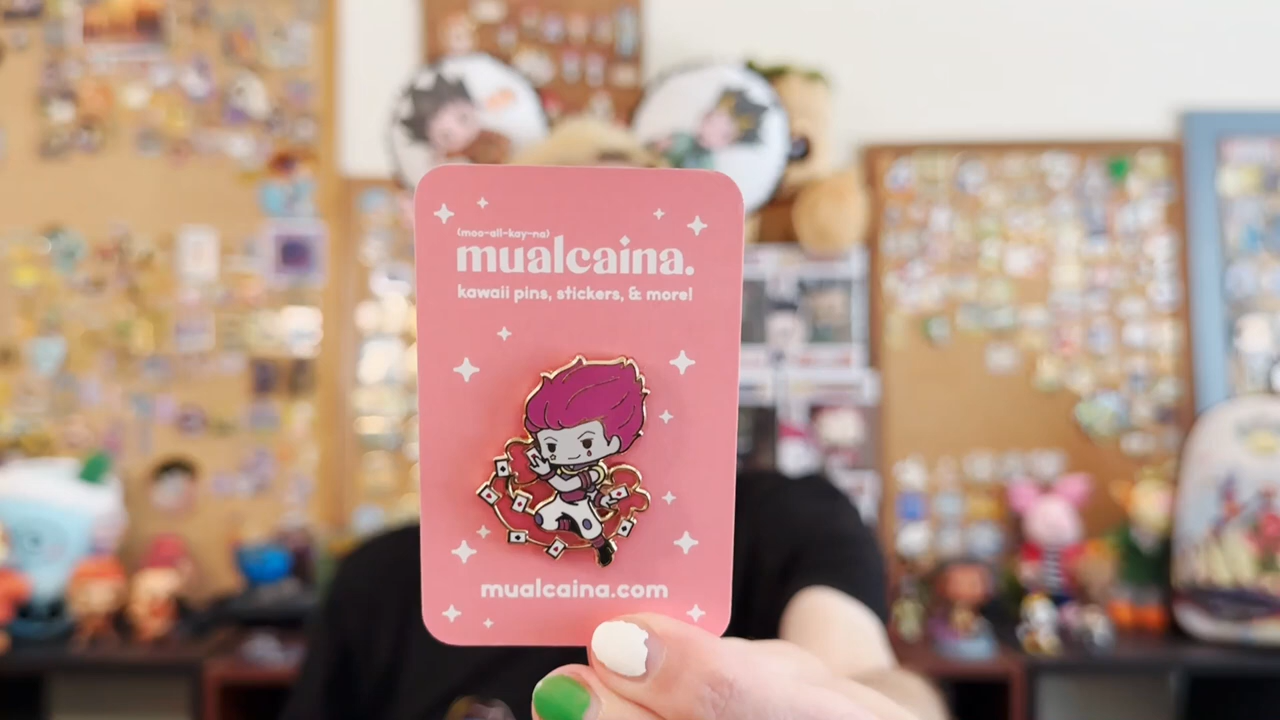 (moo-all-kay-na)
mualcaina.
kawaii pins, stickers, & more!
mualcaina.com